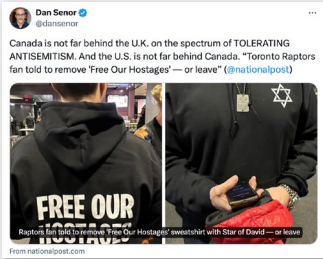 Dan Senor
@dansenor
Canada is not far behind the U.K. on the spectrum of TOLERATING
ANTISEMITISM. And the U.S. is not far behind Canada. “Toronto Raptors
fan told to remove 'Free Our Hostages' — or leave” (@nationalpost)
FREE OUR
HOSTAGES
Raptors fan told to remove 'Free Our Hostages' sweatshirt with Star of David — or leave
From nationalpost.com